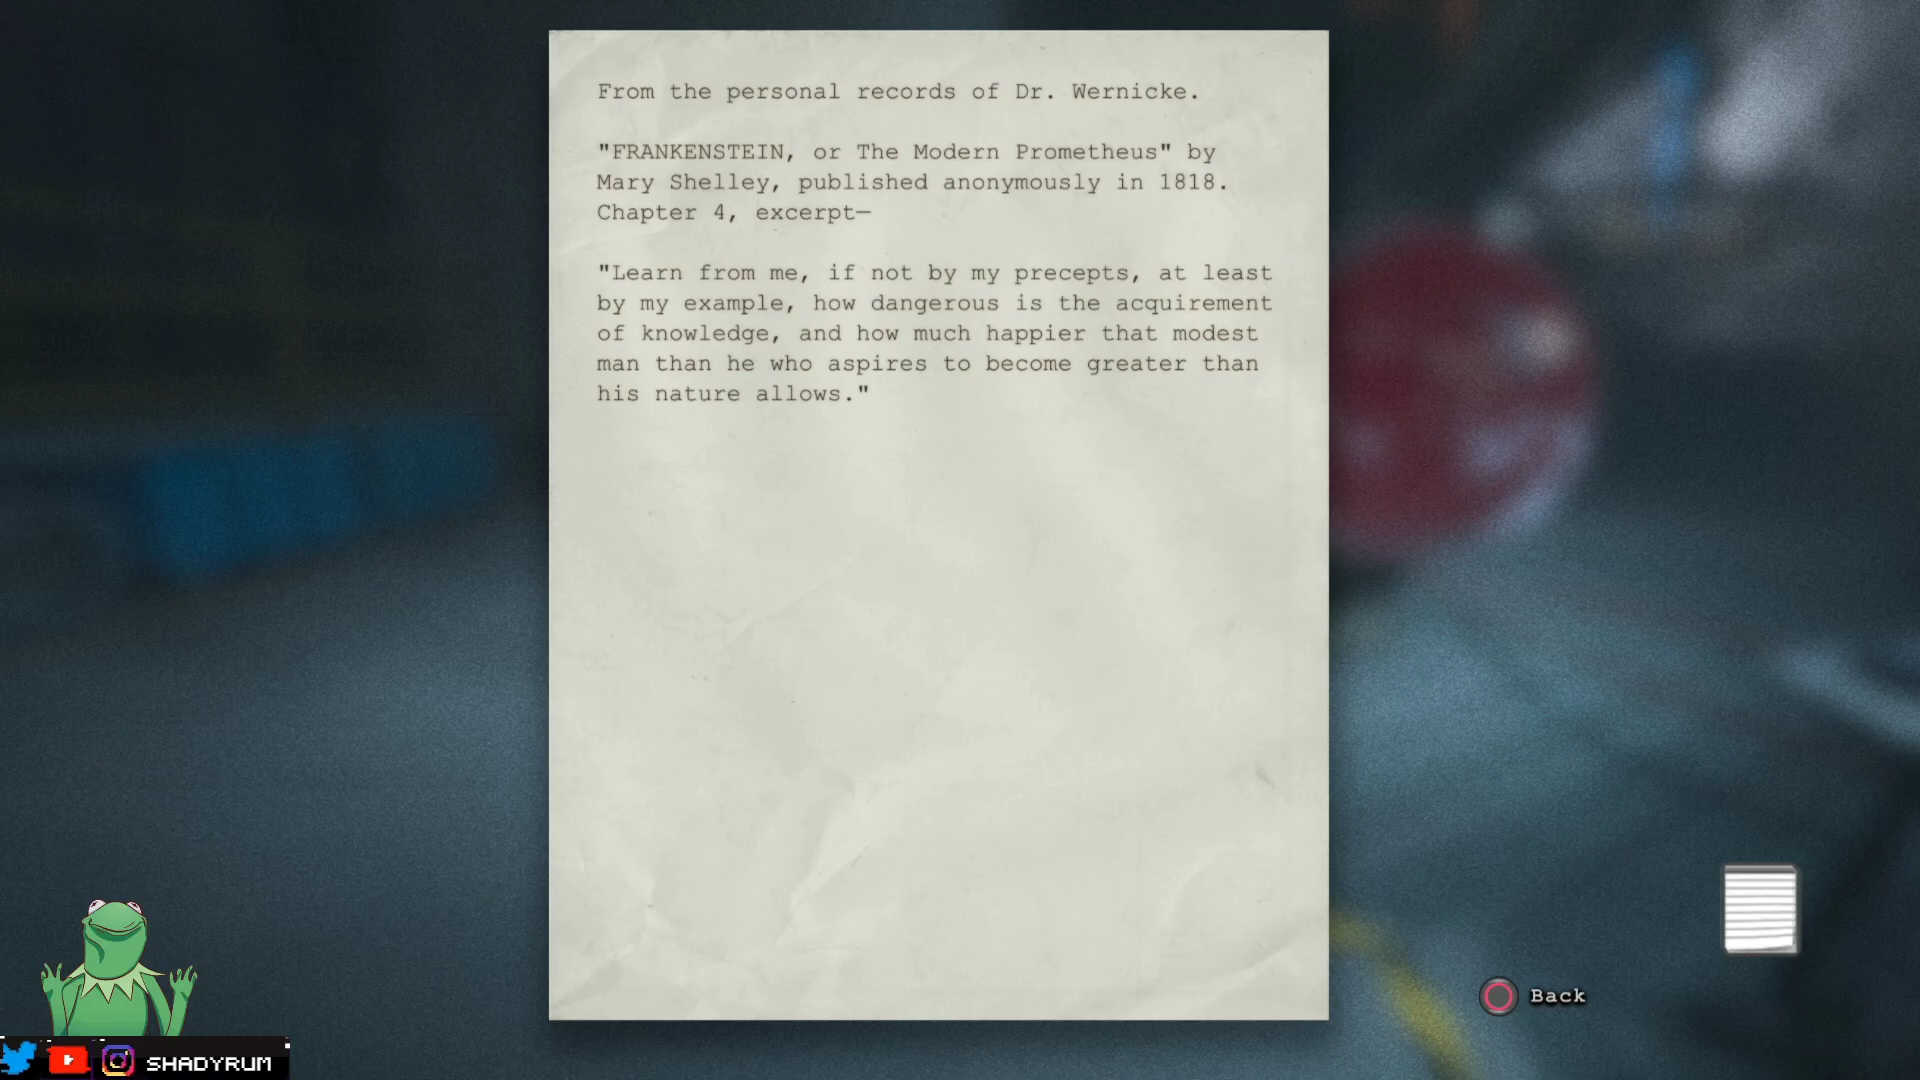 From the personal records of Dr. Wernicke.
"FRANKENSTEIN, or The Modern Prometheus" by
Mary Shelley, published anonymously in 1818.
Chapter 4, excerpt—
"Learn from me, if not by my precepts, at least
by my example, how dangerous is the acquirement
of knowledge, and how much happier that modest
man than he who aspires to become greater than
his nature allows."
Back
SHADYRUM